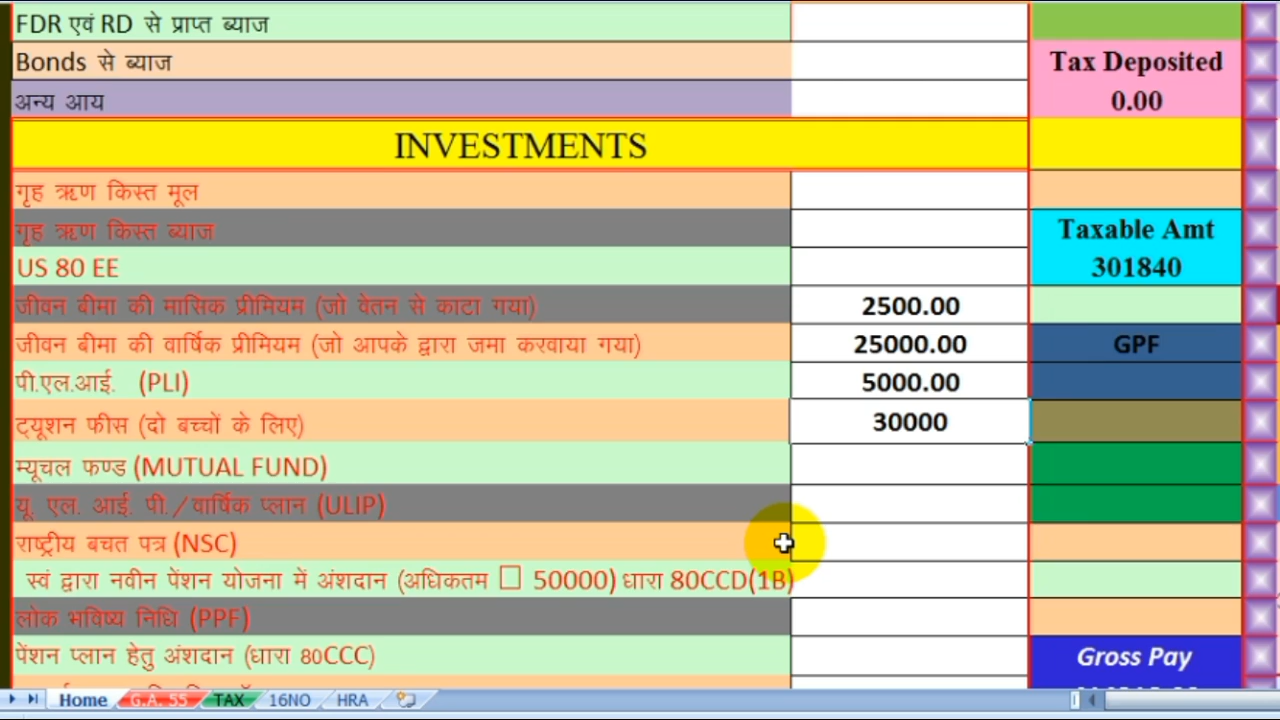 FDR एवं RD से प्राप्त ब्याज
Bonds से ब्याज
Tax Deposited
0.00
अन्य आय
INVESTMENTS
गृह ऋण किस्त मूल
गृह ऋण किस्त ब्याज
Taxable Amt
301840
US 80 EE
जीवन बीमा की मासिक प्रीमियम (जो वेतन से काटा गया) 2500.00
जीवन बीमा की वार्षिक प्रीमियम (जो आपके द्वारा जमा करवाया गया) 25000.00 GPF
पी.एल.आई. (PLI) 5000.00
ट्यूशन फीस (दो बच्चों के लिए) 30000
म्यूचल फण्ड (MUTUAL FUND)
यू. एल. आई. पी./वार्षिक प्लान (ULIP)
राष्ट्रीय बचत पत्र (NSC)
स्वं द्वारा नवीन पेंशन योजना में अंशदान (अधिकतम □ 50000) धारा 80CCD(1B)
लोक भविष्य निधि (PPF)
पेंशन प्लान हेतु अंशदान (धारा 80CCC) Gross Pay
Home G.A. 55 TAX 16NO HRA